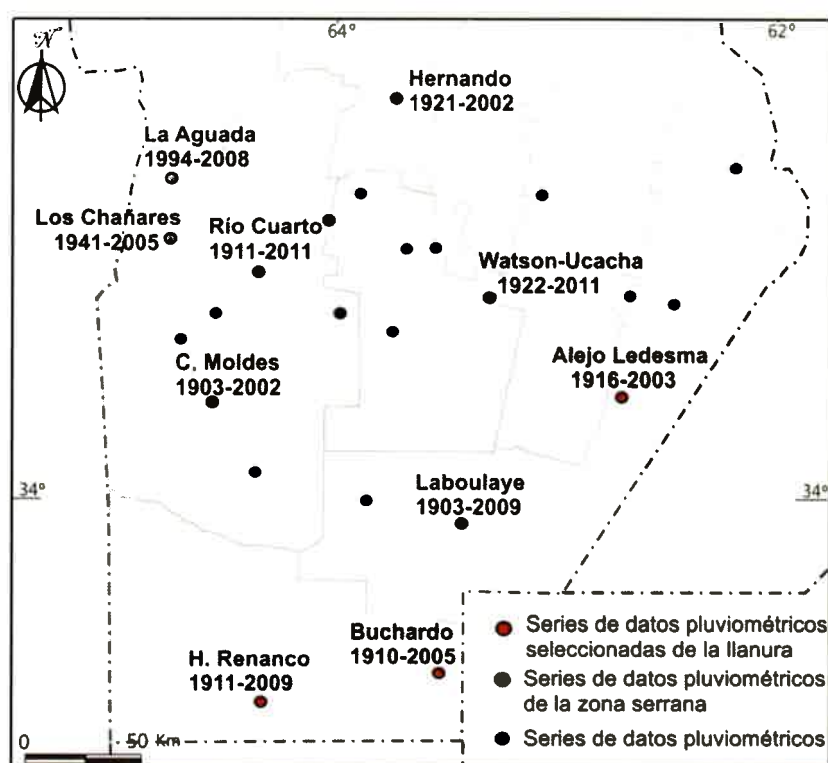 64°
62°
N
Hernando
1921-2002
La Aguada
1994-2008
Los Chañares
1941-2005
Río Cuarto
1911-2011
Watson-Ucacha
1922-2011
C. Moldes
1903-2002
Alejo Ledesma
1916-2003
34°
34°
Laboulaye
1903-2009
Buchardo
1910-2005
H. Renanco
1911-2009
Series de datos pluviométricos
seleccionadas de la llanura
Series de datos pluviométricos
de la zona serrana
Series de datos pluviométricos
0
50 Km